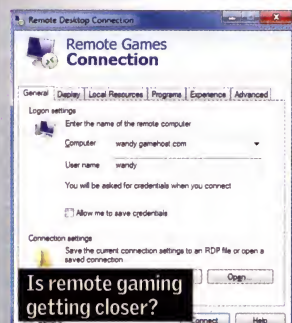 Remote Desktop Connection
Remote Games
Connection
General Display Local Resources Programs Experience Advanced
Logon settings
Enter the name of the remote computer
Computer wandy gamehost.com
User name wandy
You will be asked for credentials when you connect
Allow me to save credentials
Connection settings
Save the current connection settings to an RDP file or open a
saved connection
Open...
Is remote gaming
getting closer?
Connect Help